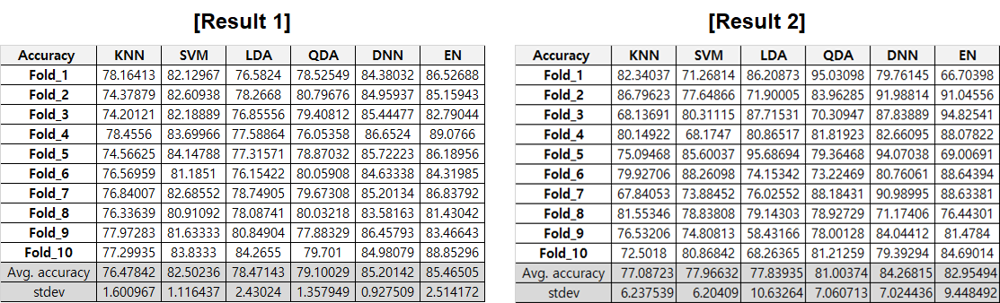 [Result 1]
Accuracy KNN SVM LDA QDA DNN EN
Fold_1 78.16413 82.12967 76.5824 78.52549 84.38032 86.52688
Fold_2 74.37879 82.60938 78.2668 80.79676 84.95937 85.15943
Fold_3 74.20121 82.18889 76.85556 79.40812 85.44477 82.79044
Fold_4 78.4556 83.69966 77.58864 76.05358 86.6524 89.0766
Fold_5 74.56625 84.14788 77.31571 78.87032 85.72223 86.18956
Fold_6 76.56959 81.1851 76.15422 80.05908 84.63338 84.31985
Fold_7 76.84007 82.68552 78.74905 79.67308 85.20134 86.83792
Fold_8 76.33639 80.91092 78.08741 80.03218 83.58163 81.43042
Fold_9 77.97283 81.63333 80.84904 77.88329 86.45793 83.46643
Fold_10 77.29935 83.8333 84.2655 79.701 84.98079 88.85296
Avg. accuracy 76.47842 82.50236 78.47143 79.10029 85.20142 85.46505
stdev 1.600967 1.116437 2.43024 1.357949 0.927509 2.514172
[Result 2]
Accuracy KNN SVM LDA QDA DNN EN
Fold_1 82.34037 71.26814 86.20873 95.03098 79.76145 66.70398
Fold_2 86.79623 77.64866 71.90005 83.96285 91.98814 91.04556
Fold_3 68.13691 80.31115 87.71531 70.30947 87.83889 94.82541
Fold_4 80.14922 68.1747 80.86517 81.81923 82.66095 88.07822
Fold_5 75.09468 85.60037 95.68694 79.36468 94.07038 69.00691
Fold_6 79.92706 88.26098 74.15342 73.22469 80.76061 88.64394
Fold_7 67.84053 73.88452 76.02552 88.18431 90.98995 88.63381
Fold_8 81.55346 78.83808 79.14303 78.92729 71.17406 76.44301
Fold_9 76.53206 74.80813 58.43166 78.00128 84.04412 81.4784
Fold_10 72.5018 80.86842 68.26365 81.21259 79.39294 84.69014
Avg. accuracy 77.08723 77.96632 77.83935 81.00374 84.26815 82.95494
stdev 6.237539 6.20409 10.63264 7.060713 7.024436 9.448492